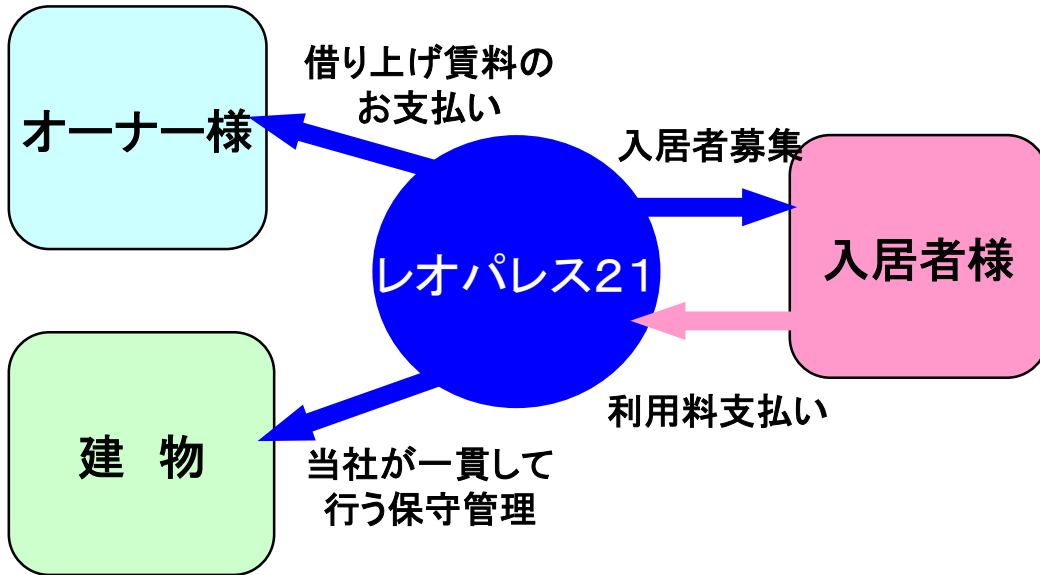 オーナー様
借り上げ賃料の
お支払い
入居者募集
レオパレス21
入居者様
利用料支払い
建　物
当社が一貫して
行う保守管理